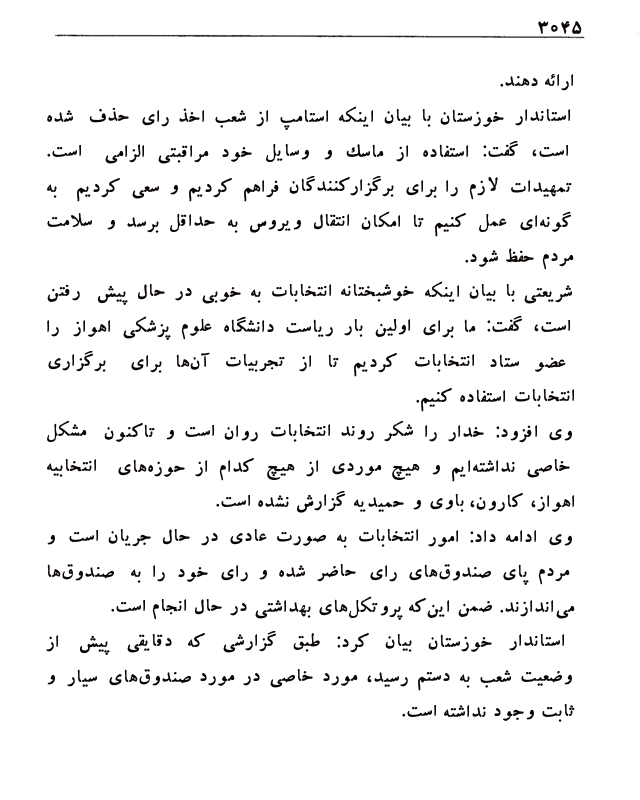 ۳۰۴۵
ارائه دهند.
استاندار خوزستان با بیان اینکه استامپ از شعب اخذ رای حذف شده
است، گفت: استفاده از ماسك و وسایل خود مراقبتی الزامی است.
تمهیدات لازم را برای برگزارکنندگان فراهم کردیم و سعی کردیم به
گونه‌ای عمل کنیم تا امکان انتقال ویروس به حداقل برسد و سلامت
مردم حفظ شود.
شریعتی با بیان اینکه خوشبختانه انتخابات به خوبی در حال پیش رفتن
است، گفت: ما برای اولین بار ریاست دانشگاه علوم پزشکی اهواز را
عضو ستاد انتخابات کردیم تا از تجربیات آن‌ها برای برگزاری
انتخابات استفاده کنیم.
وی افزود: خدار را شکر روند انتخابات روان است و تاکنون مشکل
خاصی نداشته‌ایم و هیچ موردی از هیچ کدام از حوزه‌های انتخابیه
اهواز، کارون، باوی و حمیدیه گزارش نشده است.
وی ادامه داد: امور انتخابات به صورت عادی در حال جریان است و
مردم پای صندوق‌های رای حاضر شده و رای خود را به صندوق‌ها
می‌اندازند. ضمن این‌که پروتکل‌های بهداشتی در حال انجام است.
استاندار خوزستان بیان کرد: طبق گزارشی که دقایقی پیش از
وضعیت شعب به دستم رسید، مورد خاصی در مورد صندوق‌های سیار و
ثابت وجود نداشته است.